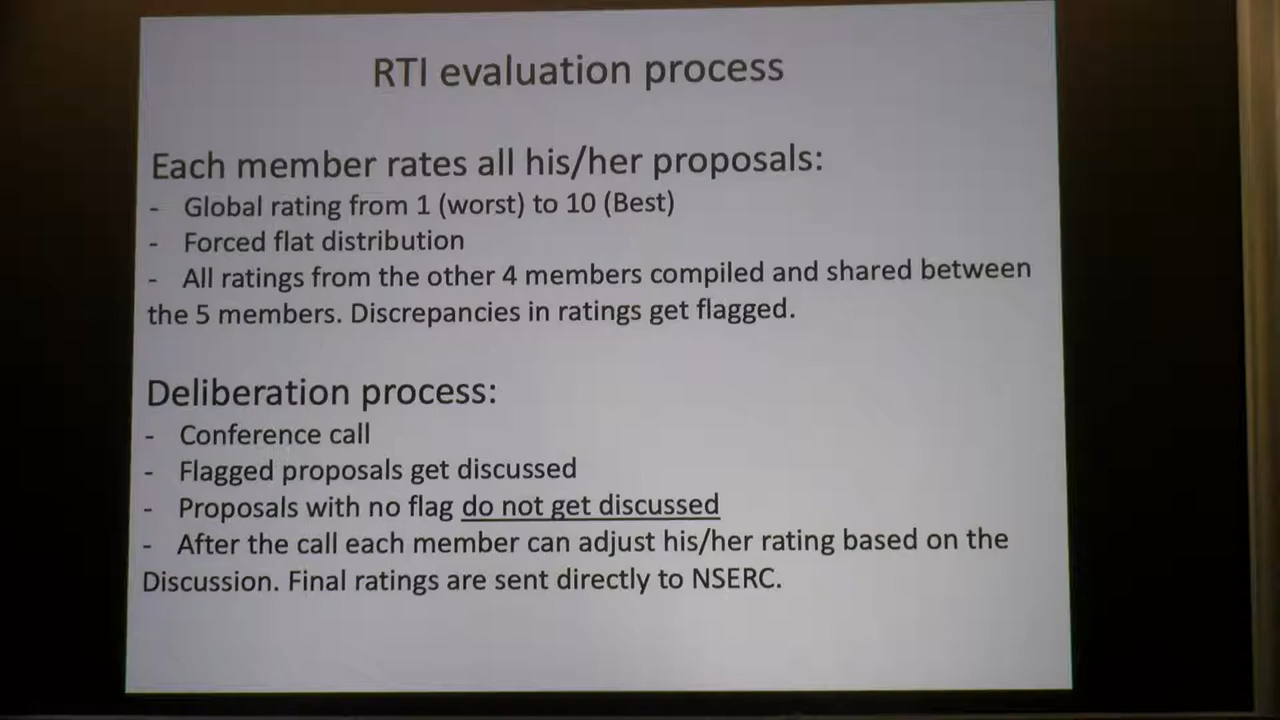 RTI evaluation process
Each member rates all his/her proposals:
- Global rating from 1 (worst) to 10 (Best)
- Forced flat distribution
- All ratings from the other 4 members compiled and shared between
the 5 members. Discrepancies in ratings get flagged.
Deliberation process:
- Conference call
- Flagged proposals get discussed
- Proposals with no flag do not get discussed
- After the call each member can adjust his/her rating based on the
Discussion. Final ratings are sent directly to NSERC.